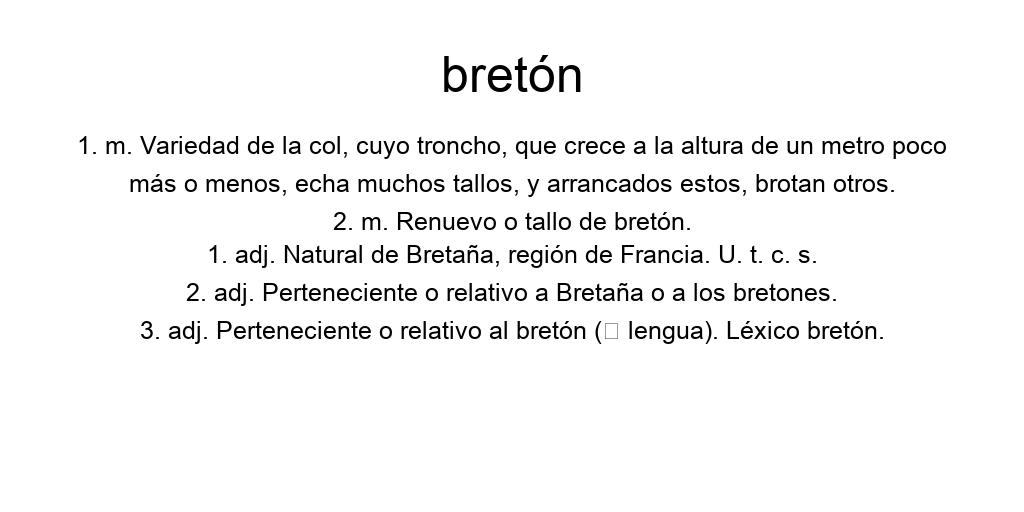 bretón
1. m. Variedad de la col, cuyo troncho, que crece a la altura de un metro poco
más o menos, echa muchos tallos, y arrancados estos, brotan otros.
2. m. Renuevo o tallo de bretón.
1. adj. Natural de Bretaña, región de Francia. U. t. c. s.
2. adj. Perteneciente o relativo a Bretaña o a los bretones.
3. adj. Perteneciente o relativo al bretón (□ lengua). Léxico bretón.